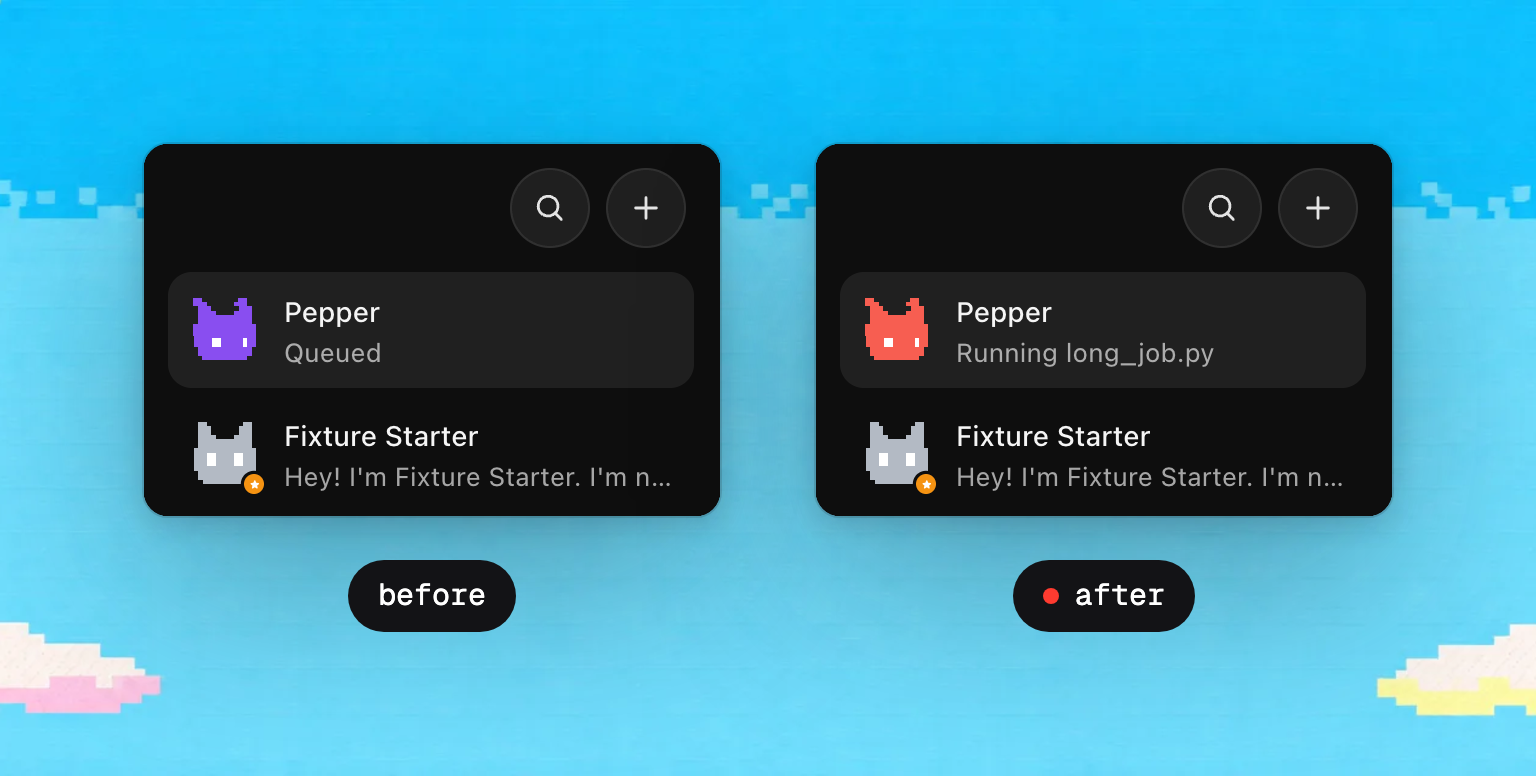 Pepper
Queued
Fixture Starter
Hey! I'm Fixture Starter. I'm n...
before
Pepper
Running long_job.py
Fixture Starter
Hey! I'm Fixture Starter. I'm n...
after